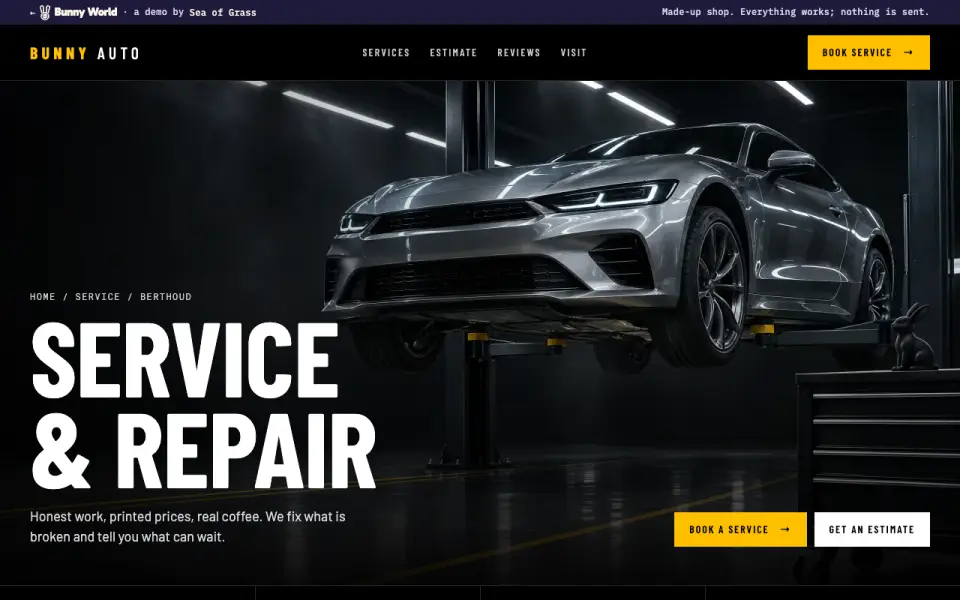 ← Bunny World · a demo by Sea of Grass
Made-up shop. Everything works; nothing is sent.
BUNNY AUTO
SERVICES ESTIMATE REVIEWS VISIT
BOOK SERVICE →
HOME / SERVICE / BERTHOUD
SERVICE
& REPAIR
Honest work, printed prices, real coffee. We fix what is
broken and tell you what can wait.
BOOK A SERVICE →
GET AN ESTIMATE